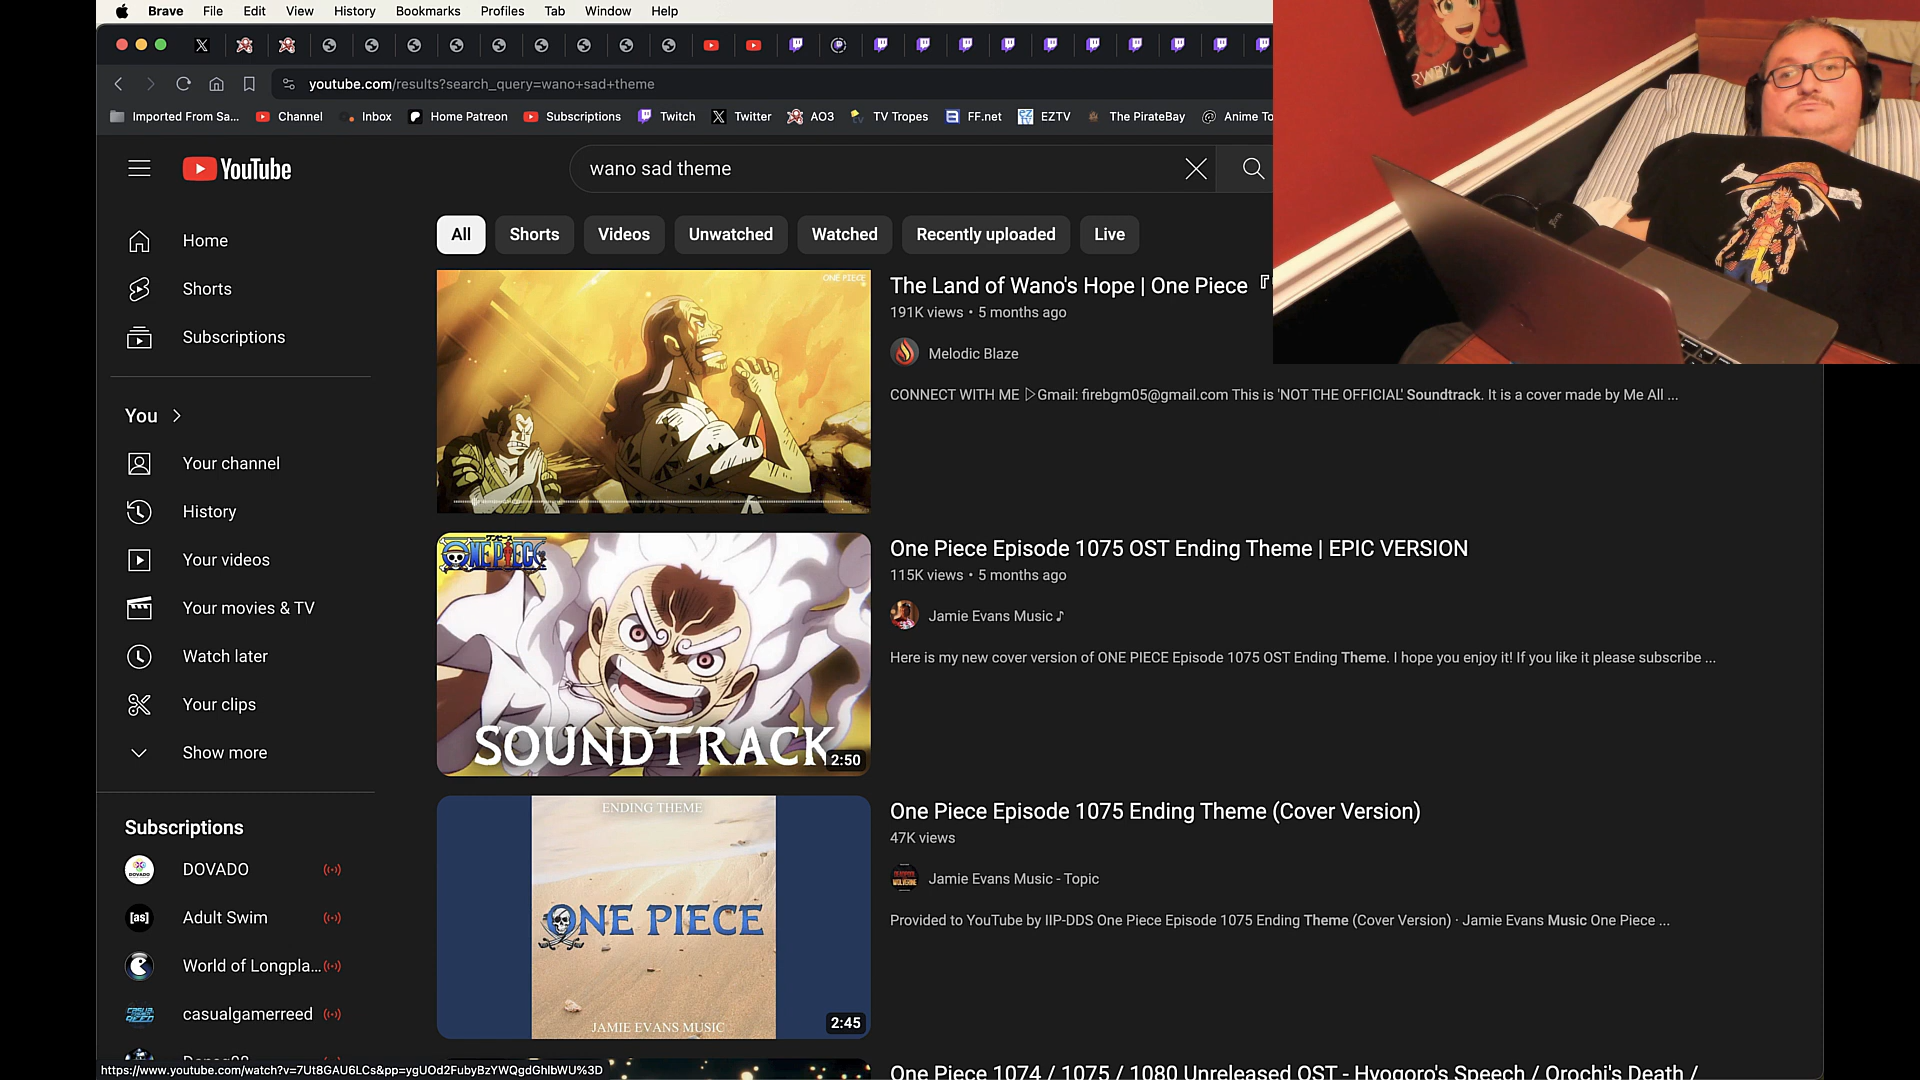 Brave File Edit View History Bookmarks Profiles Tab Window Help
youtube.com/results?search_query=wano+sad+theme
Imported From Sa... Channel Inbox Home Patreon Subscriptions Twitch Twitter AO3 TV Tropes FF.net EZTV The PirateBay Anime To
RWBY
YouTube
wano sad theme
All Shorts Videos Unwatched Watched Recently uploaded Live
Home
Shorts
Subscriptions
You
Your channel
History
Your videos
Your movies & TV
Watch later
Your clips
Show more
Subscriptions
DOVADO
Adult Swim
World of Longpla...
casualgamerreed
ONE PIECE
The Land of Wano's Hope | One Piece 『
191K views • 5 months ago
Melodic Blaze
CONNECT WITH ME ▷Gmail: firebgm05@gmail.com This is 'NOT THE OFFICIAL' Soundtrack. It is a cover made by Me All ...
ワンピース
ONE PIECE
SOUNDTRACK
2:50
One Piece Episode 1075 OST Ending Theme | EPIC VERSION
115K views • 5 months ago
Jamie Evans Music ♪
Here is my new cover version of ONE PIECE Episode 1075 OST Ending Theme. I hope you enjoy it! If you like it please subscribe ...
ENDING THEME
ONE PIECE
JAMIE EVANS MUSIC
2:45
One Piece Episode 1075 Ending Theme (Cover Version)
47K views
Jamie Evans Music - Topic
Provided to YouTube by IIP-DDS One Piece Episode 1075 Ending Theme (Cover Version) · Jamie Evans Music One Piece ...
One Piece 1074 / 1075 / 1080 Unreleased OST - Hyogoro's Speech / Orochi's Death /
https://www.youtube.com/watch?v=7Ut8GAU6LCs&pp=ygUOd2FubyBzYWQgdGhlbWU%3D